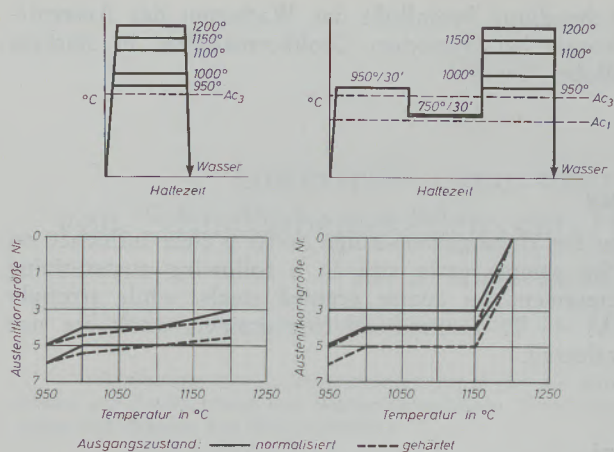 1200°
1150°
1100°
1000°
950°
Ac3
°C
Wasser
Haltezeit
1200°
1150°
1100°
1000°
950°
950°/30'
750°/30'
Ac3
Ac1
°C
Wasser
Haltezeit
Austenitkorngröße Nr.
0
1
3
5
7
950 1050 1150 1250
Temperatur in °C
Austenitkorngröße Nr.
0
1
3
5
7
950 1050 1150 1250
Temperatur in °C
Ausgangszustand: normalisiert gehärtet